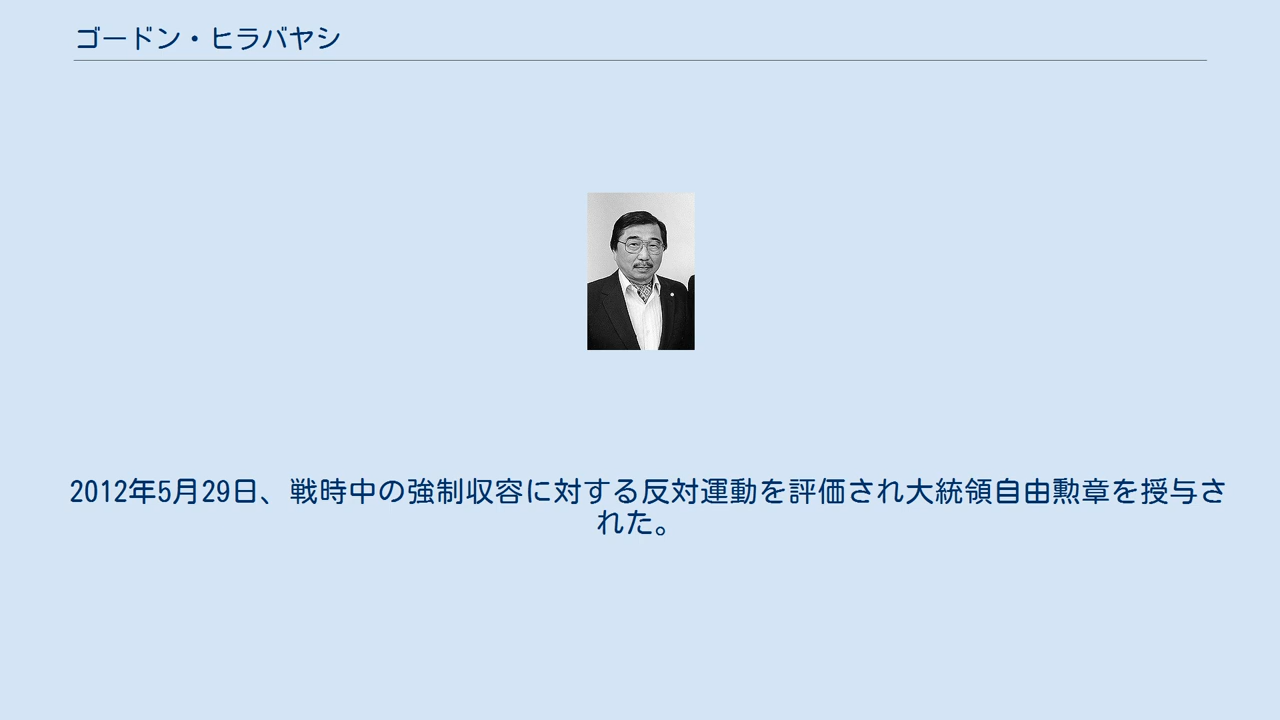 ゴードン・ヒラバヤシ
2012年5月29日、戦時中の強制収容に対する反対運動を評価され大統領自由勲章を授与さ
れた。